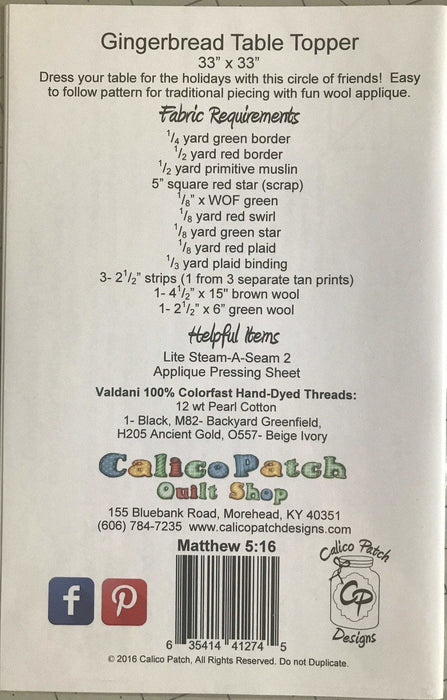 Gingerbread Table Topper
33" x 33"
Dress your table for the holidays with this circle of friends! Easy
to follow pattern for traditional piecing with fun wool applique.
Fabric Requirements
1/4 yard green border
1/2 yard red border
1/2 yard primitive muslin
5" square red star (scrap)
1/8" x WOF green
1/8 yard red swirl
1/8 yard green star
1/8 yard red plaid
1/3 yard plaid binding
3- 2 1/2" strips (1 from 3 separate tan prints)
1- 4 1/2" x 15" brown wool
1- 2 1/2" x 6" green wool
Helpful Items
Lite Steam-A-Seam 2
Applique Pressing Sheet
Valdani 100% Colorfast Hand-Dyed Threads:
12 wt Pearl Cotton
1- Black, M82- Backyard Greenfield,
H205 Ancient Gold, O557- Beige Ivory
Calico Patch
Quilt Shop
155 Bluebank Road, Morehead, KY 40351
(606) 784-7235 www.calicopatchdesigns.com
Matthew 5:16
f
6 35414 41274 5
Calico Patch
CP
Designs
© 2016 Calico Patch, All Rights Reserved. Do not Duplicate.